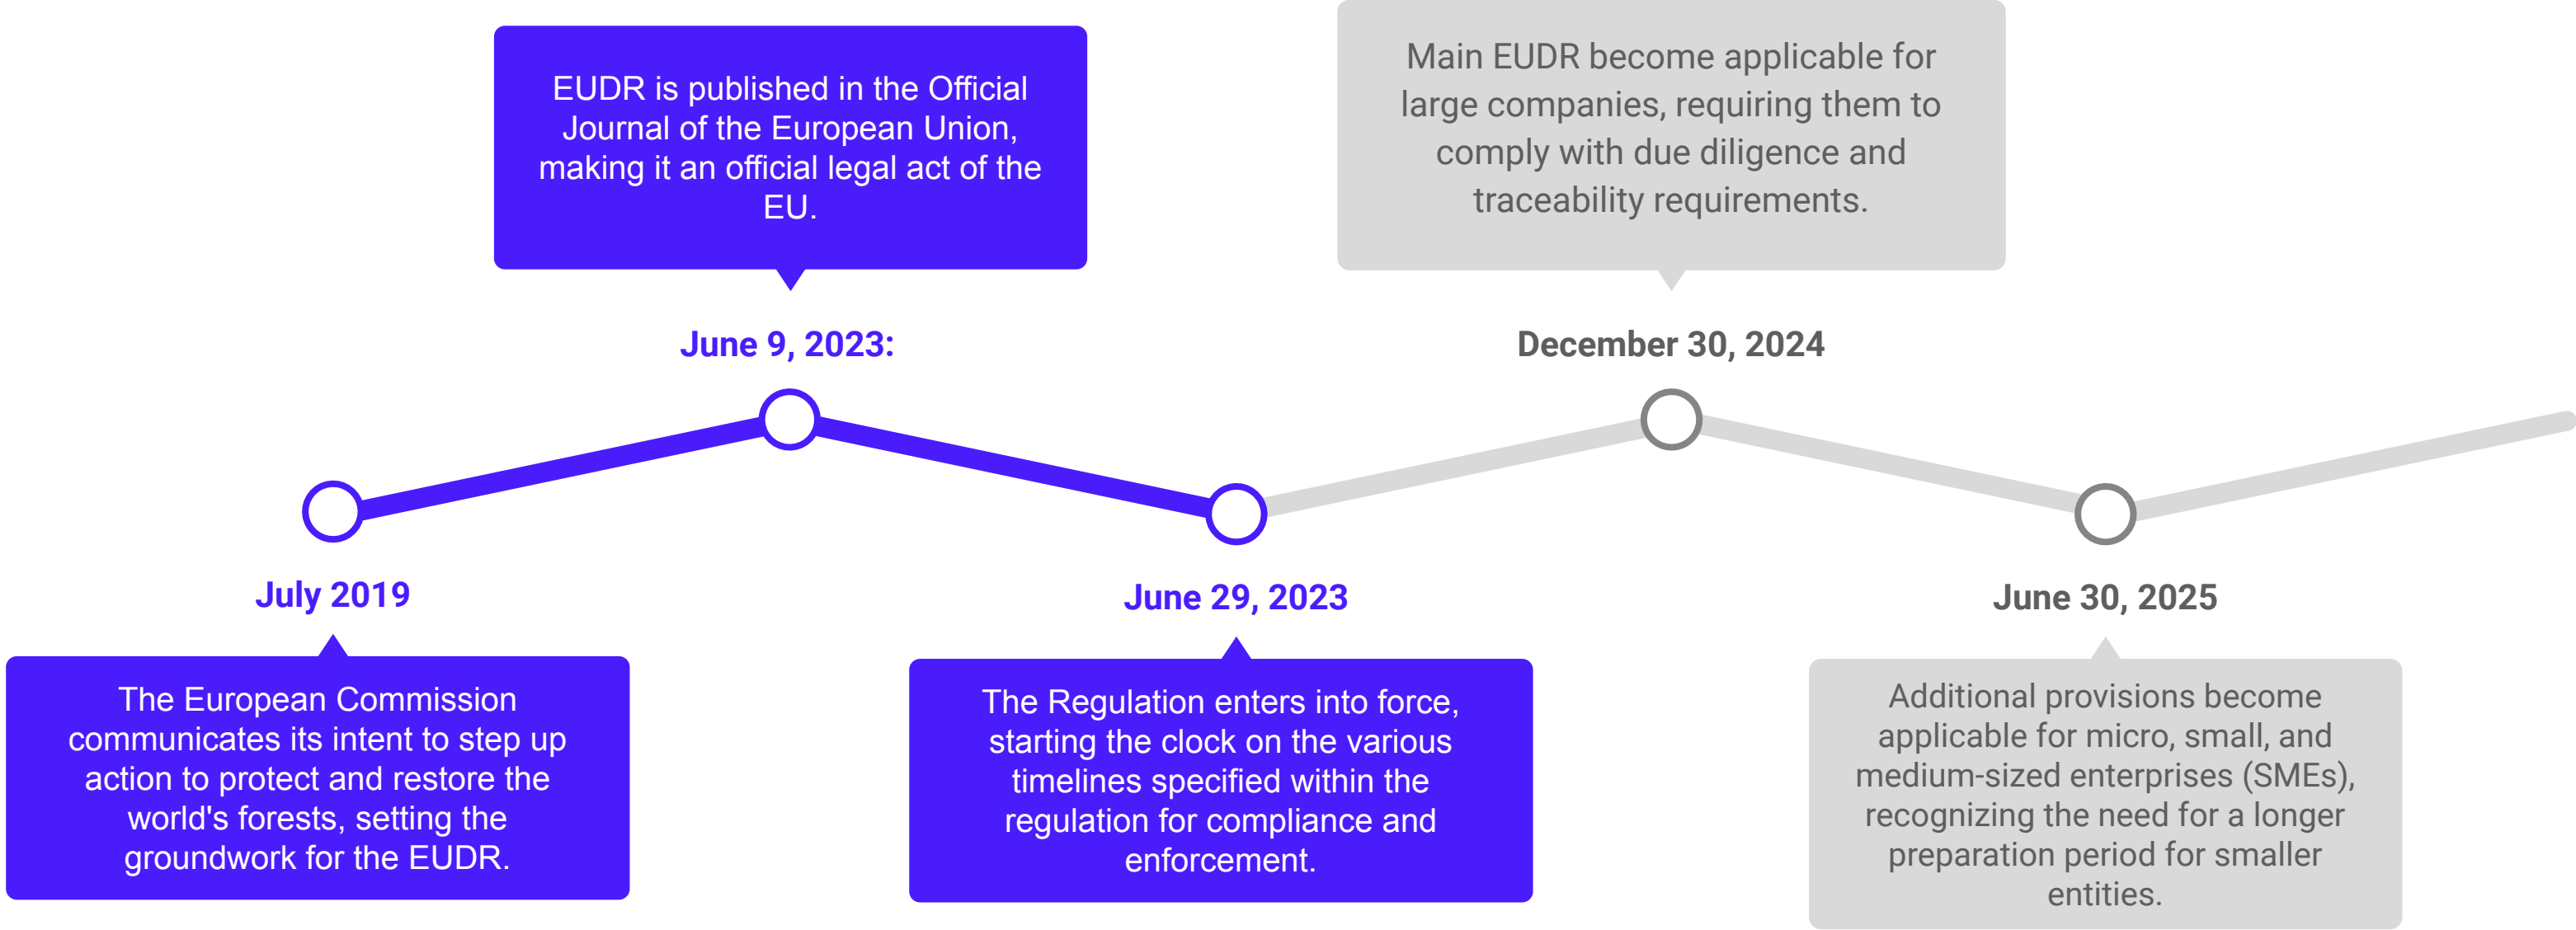 EUDR is published in the Official
Journal of the European Union,
making it an official legal act of the
EU.
June 9, 2023:
Main EUDR become applicable for
large companies, requiring them to
comply with due diligence and
traceability requirements.
December 30, 2024
July 2019
The European Commission
communicates its intent to step up
action to protect and restore the
world's forests, setting the
groundwork for the EUDR.
June 29, 2023
The Regulation enters into force,
starting the clock on the various
timelines specified within the
regulation for compliance and
enforcement.
June 30, 2025
Additional provisions become
applicable for micro, small, and
medium-sized enterprises (SMEs),
recognizing the need for a longer
preparation period for smaller
entities.